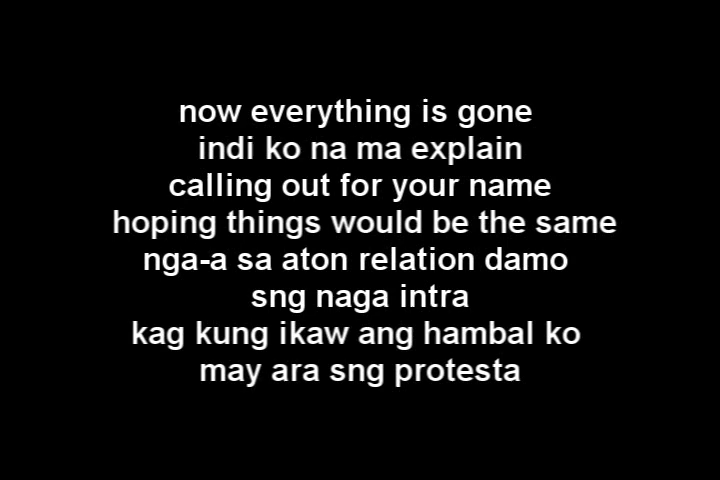 now everything is gone
indi ko na ma explain
calling out for your name
hoping things would be the same
nga-a sa aton relation damo
sng naga intra
kag kung ikaw ang hambal ko
may ara sng protesta